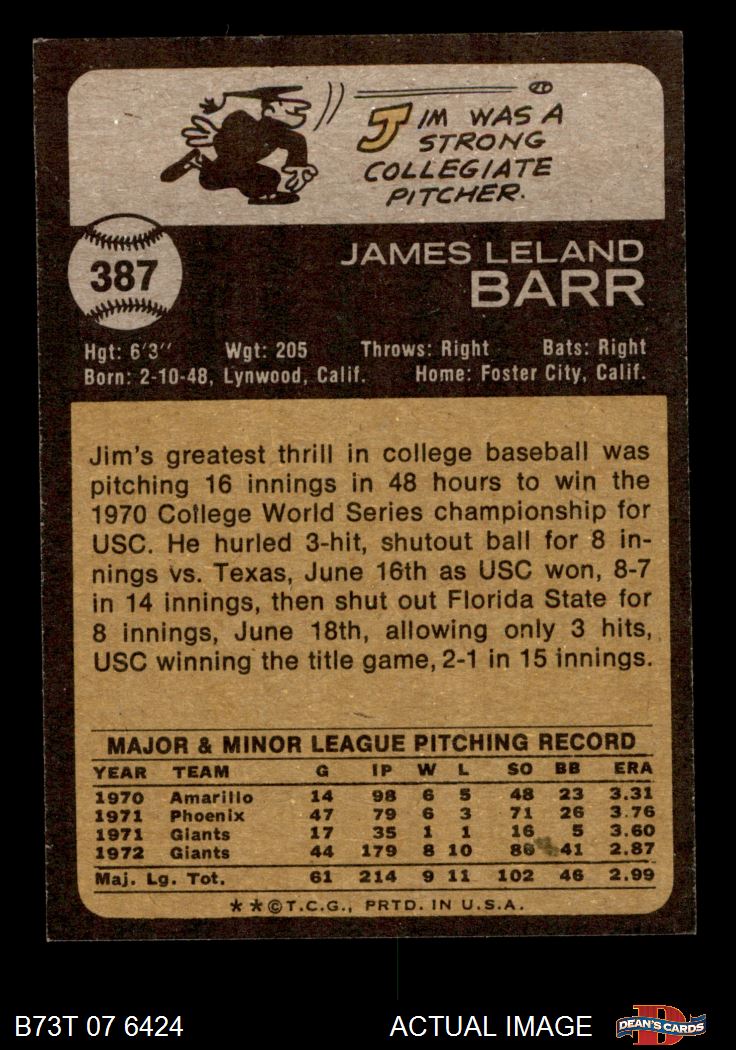 JIM WAS A
STRONG
COLLEGIATE
PITCHER.
387
JAMES LELAND
BARR
Hgt: 6'3'' Wgt: 205 Throws: Right Bats: Right
Born: 2-10-48, Lynwood, Calif. Home: Foster City, Calif.
Jim's greatest thrill in college baseball was
pitching 16 innings in 48 hours to win the
1970 College World Series championship for
USC. He hurled 3-hit, shutout ball for 8 in-
nings vs. Texas, June 16th as USC won, 8-7
in 14 innings, then shut out Florida State for
8 innings, June 18th, allowing only 3 hits,
USC winning the title game, 2-1 in 15 innings.
MAJOR & MINOR LEAGUE PITCHING RECORD
YEAR TEAM G IP W L SO BB ERA
1970 Amarillo 14 98 6 5 48 23 3.31
1971 Phoenix 47 79 6 3 71 26 3.76
1971 Giants 17 35 1 1 16 5 3.60
1972 Giants 44 179 8 10 86 41 2.87
Maj. Lg. Tot. 61 214 9 11 102 46 2.99
**©T.C.G., PRTD. IN U.S.A.
B73T 07 6424 ACTUAL IMAGE
D
DEAN'S CARDS